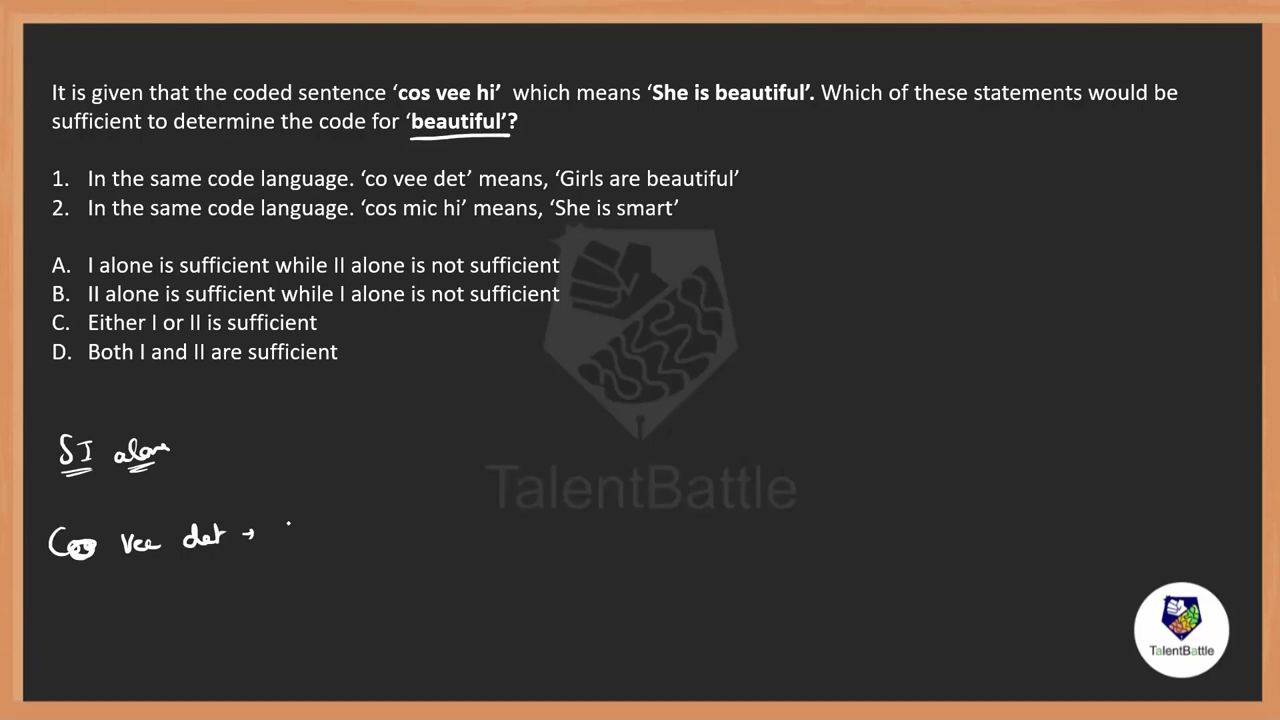 It is given that the coded sentence ‘cos vee hi’ which means ‘She is beautiful’. Which of these statements would be
sufficient to determine the code for ‘beautiful’?
1. In the same code language. ‘co vee det’ means, ‘Girls are beautiful’
2. In the same code language. ‘cos mic hi’ means, ‘She is smart’
A. I alone is sufficient while II alone is not sufficient
B. II alone is sufficient while I alone is not sufficient
C. Either I or II is sufficient
D. Both I and II are sufficient
TalentBattle
SI alone
vee det →
TalentBattle